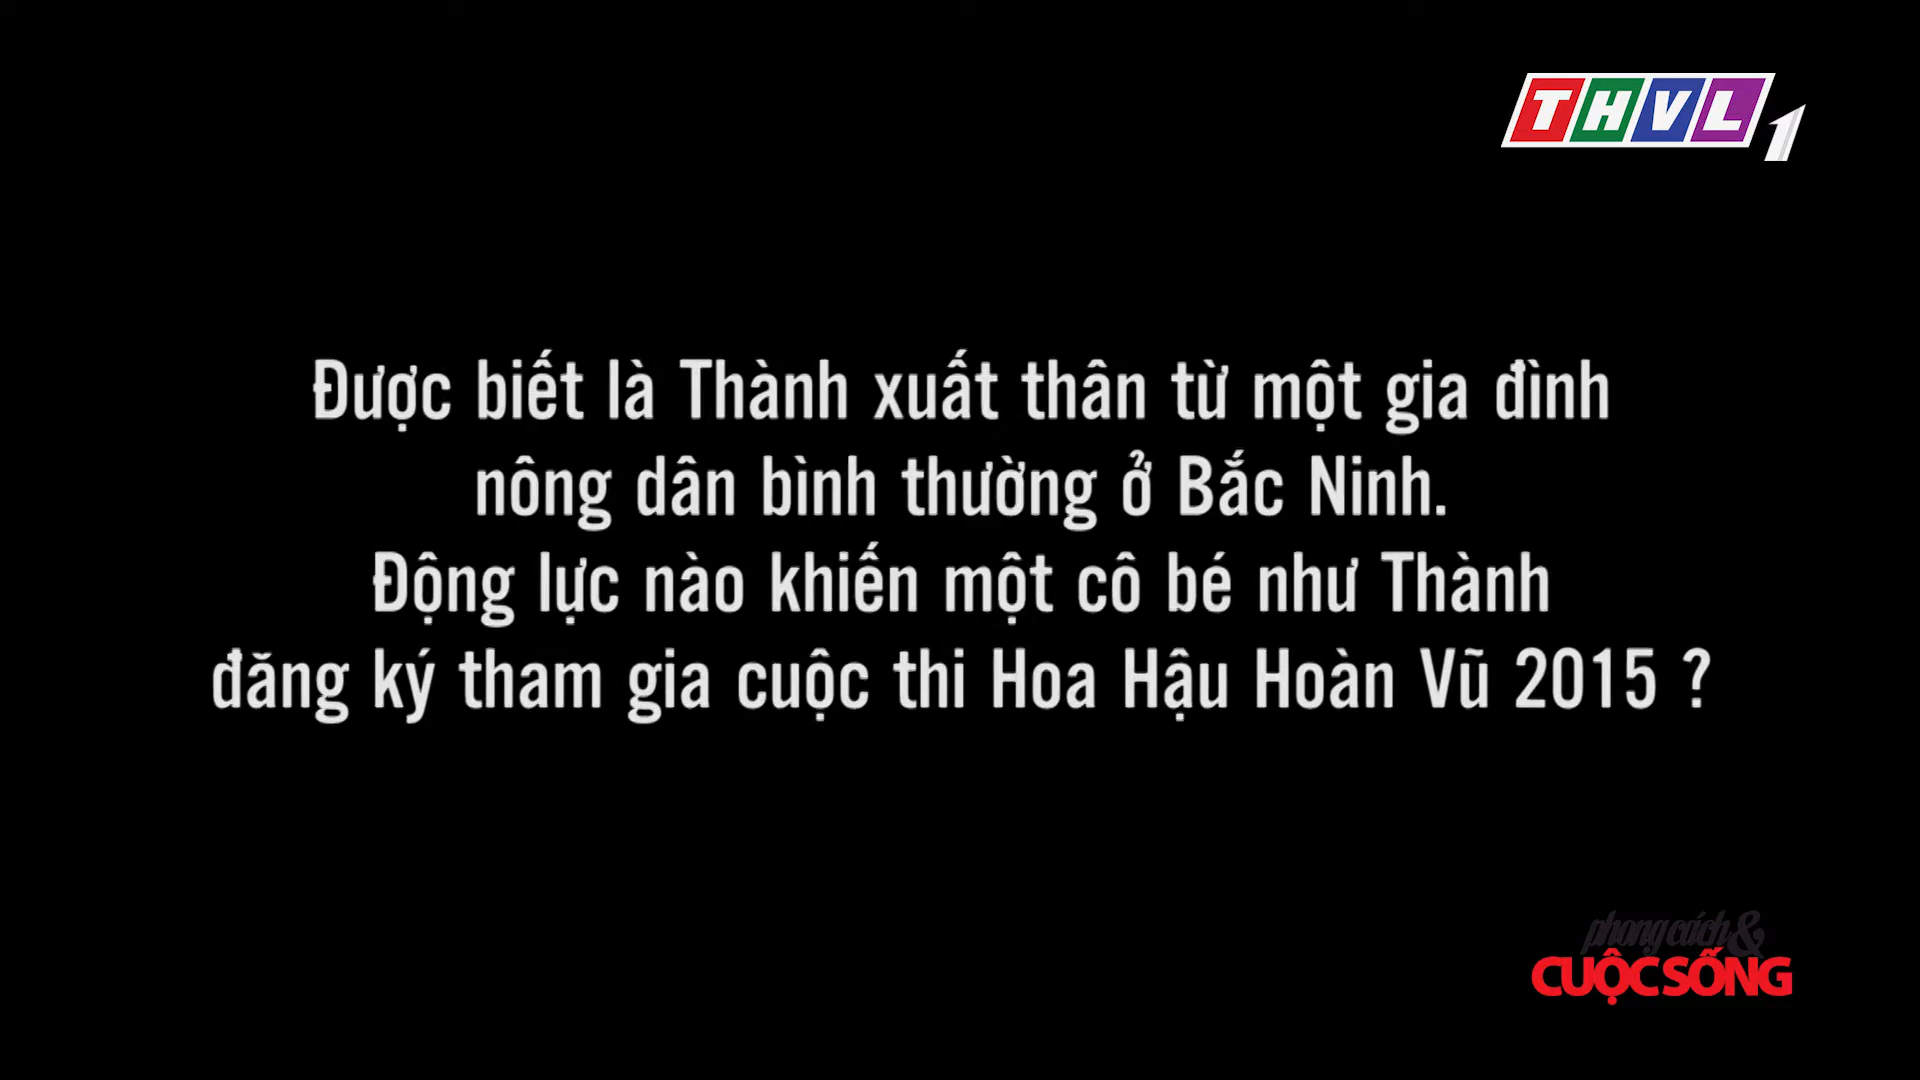 THVL1
Được biết là Thành xuất thân từ một gia đình
nông dân bình thường ở Bắc Ninh.
Động lực nào khiến một cô bé như Thành
đăng ký tham gia cuộc thi Hoa Hậu Hoàn Vũ 2015 ?
phong cách &
CUỘC SỐNG